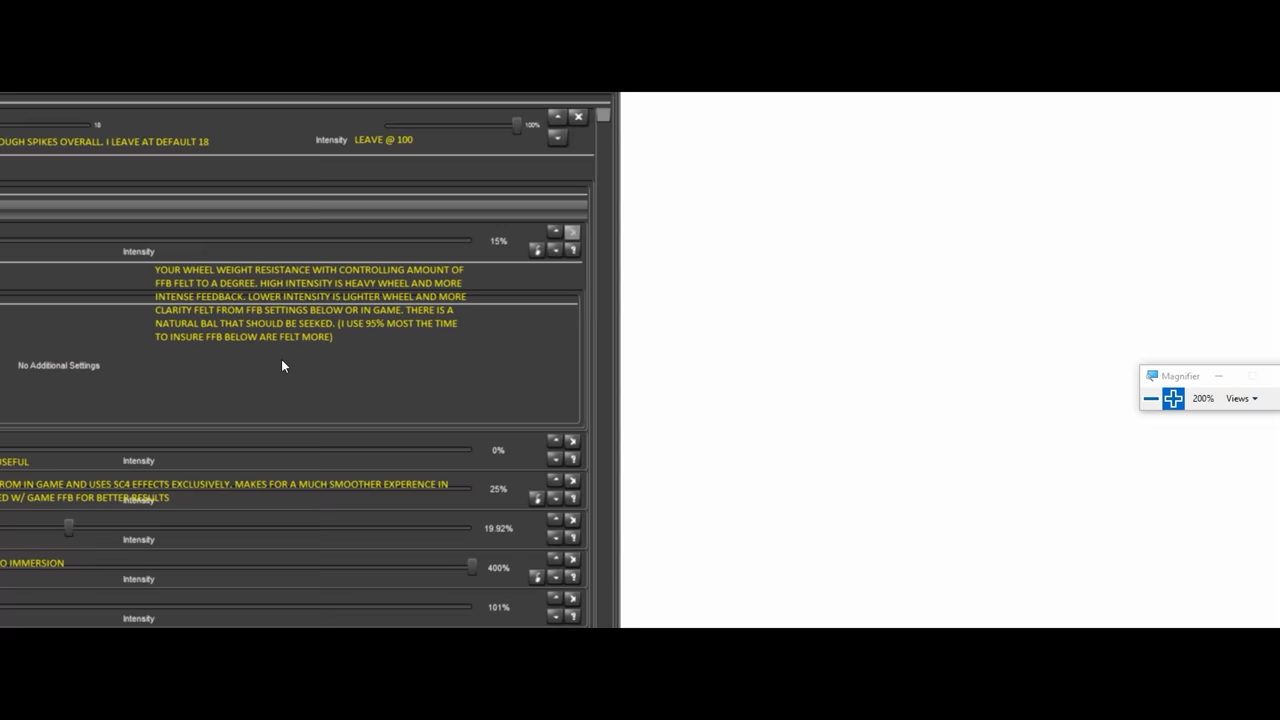 18
100%
OUGH SPIKES OVERALL. I LEAVE AT DEFAULT 18
Intensity LEAVE @ 100
15%
Intensity
YOUR WHEEL WEIGHT RESISTANCE WITH CONTROLLING AMOUNT OF
FFB FELT TO A DEGREE. HIGH INTENSITY IS HEAVY WHEEL AND MORE
INTENSE FEEDBACK. LOWER INTENSITY IS LIGHTER WHEEL AND MORE
CLARITY FELT FROM FFB SETTINGS BELOW OR IN GAME. THERE IS A
NATURAL BAL THAT SHOULD BE SEEKED. (I USE 95% MOST THE TIME
TO INSURE FFB BELOW ARE FELT MORE)
No Additional Settings
Magnifier
200% Views
0%
SEFUL
Intensity
ROM IN GAME AND USES SC4 EFFECTS EXCLUSIVELY. MAKES FOR A MUCH SMOOTHER EXPERENCE IN
25%
ED W/ GAME FFB FOR BETTER RESULTS
Intensity
19.92%
Intensity
O IMMERSION
400%
Intensity
101%
Intensity